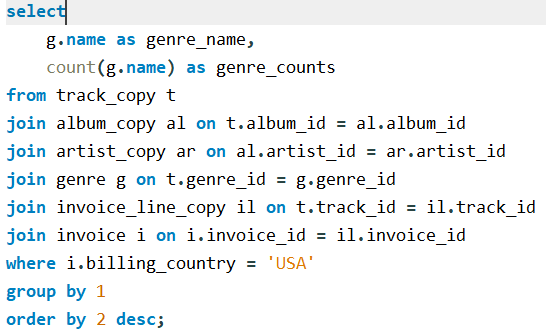 select
    g.name as genre_name,
    count(g.name) as genre_counts
from track_copy t
join album_copy al on t.album_id = al.album_id
join artist_copy ar on al.artist_id = ar.artist_id
join genre g on t.genre_id = g.genre_id
join invoice_line_copy il on t.track_id = il.track_id
join invoice i on i.invoice_id = il.invoice_id
where i.billing_country = 'USA'
group by 1
order by 2 desc;